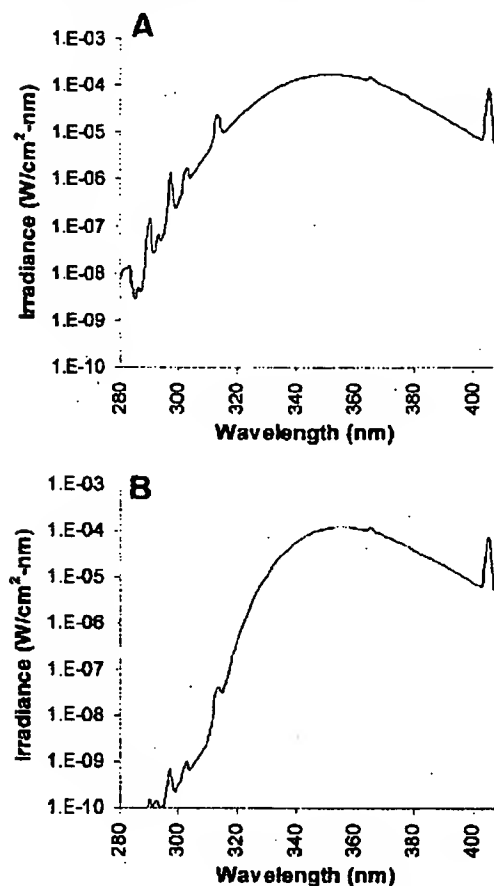 A
1.E-03
1.E-04
1.E-05
1.E-06
1.E-07
1.E-08
1.E-09
1.E-10
Irradiance (W/cm²-nm)
280 300 320 340 360 380 400
Wavelength (nm)
B
1.E-03
1.E-04
1.E-05
1.E-06
1.E-07
1.E-08
1.E-09
1.E-10
Irradiance (W/cm²-nm)
280 300 320 340 360 380 400
Wavelength (nm)